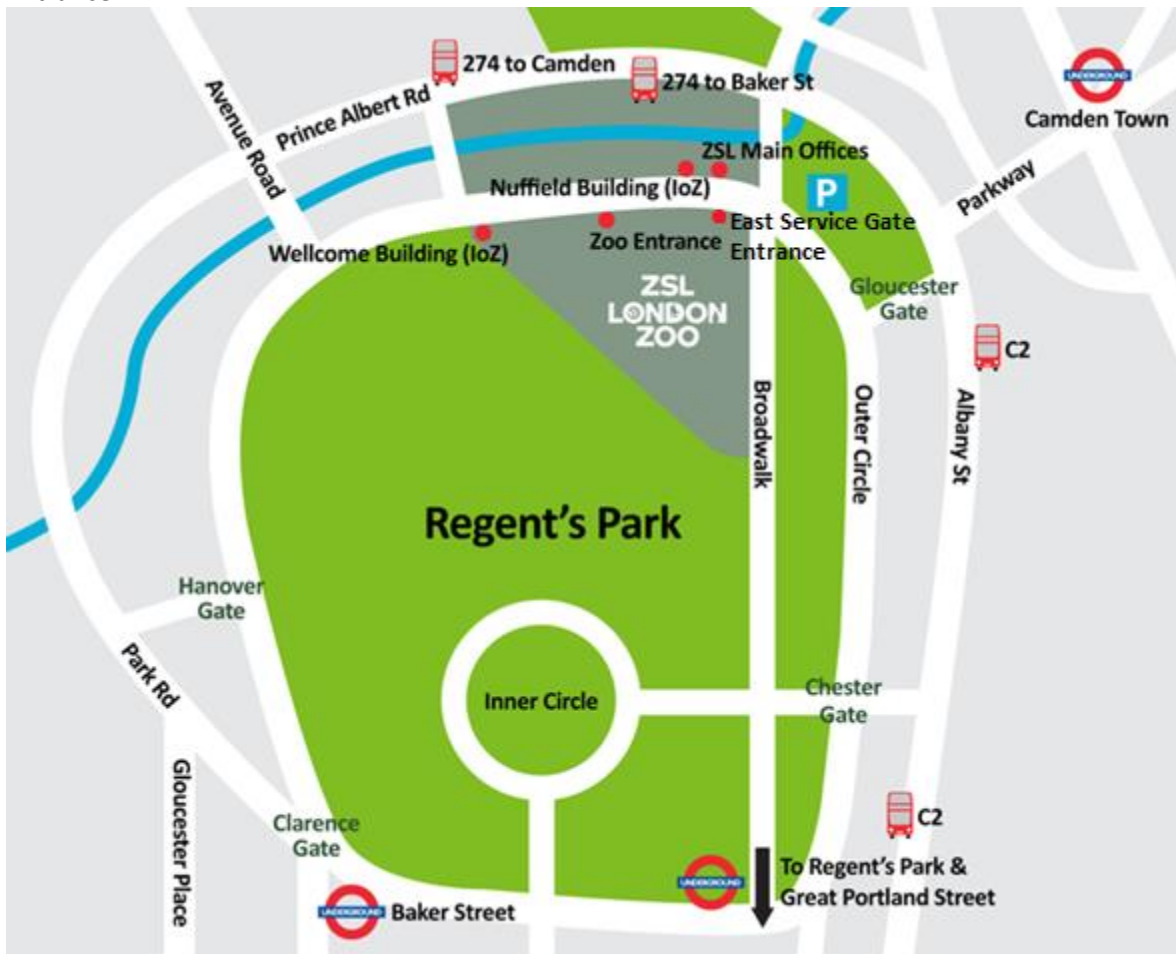 274 to Camden
274 to Baker St
Avenue Road
Prince Albert Rd
UNDERGROUND
Camden Town
ZSL Main Offices
Nuffield Building (IoZ)
P
Parkway
East Service Gate
Entrance
Zoo Entrance
Wellcome Building (IoZ)
ZSL
LONDON
ZOO
Gloucester
Gate
C2
Broadwalk
Outer Circle
Albany St
Regent's Park
Hanover
Gate
Park Rd
Inner Circle
Chester
Gate
Gloucester Place
Clarence
Gate
C2
UNDERGROUND
To Regent's Park &
Great Portland Street
UNDERGROUND
Baker Street